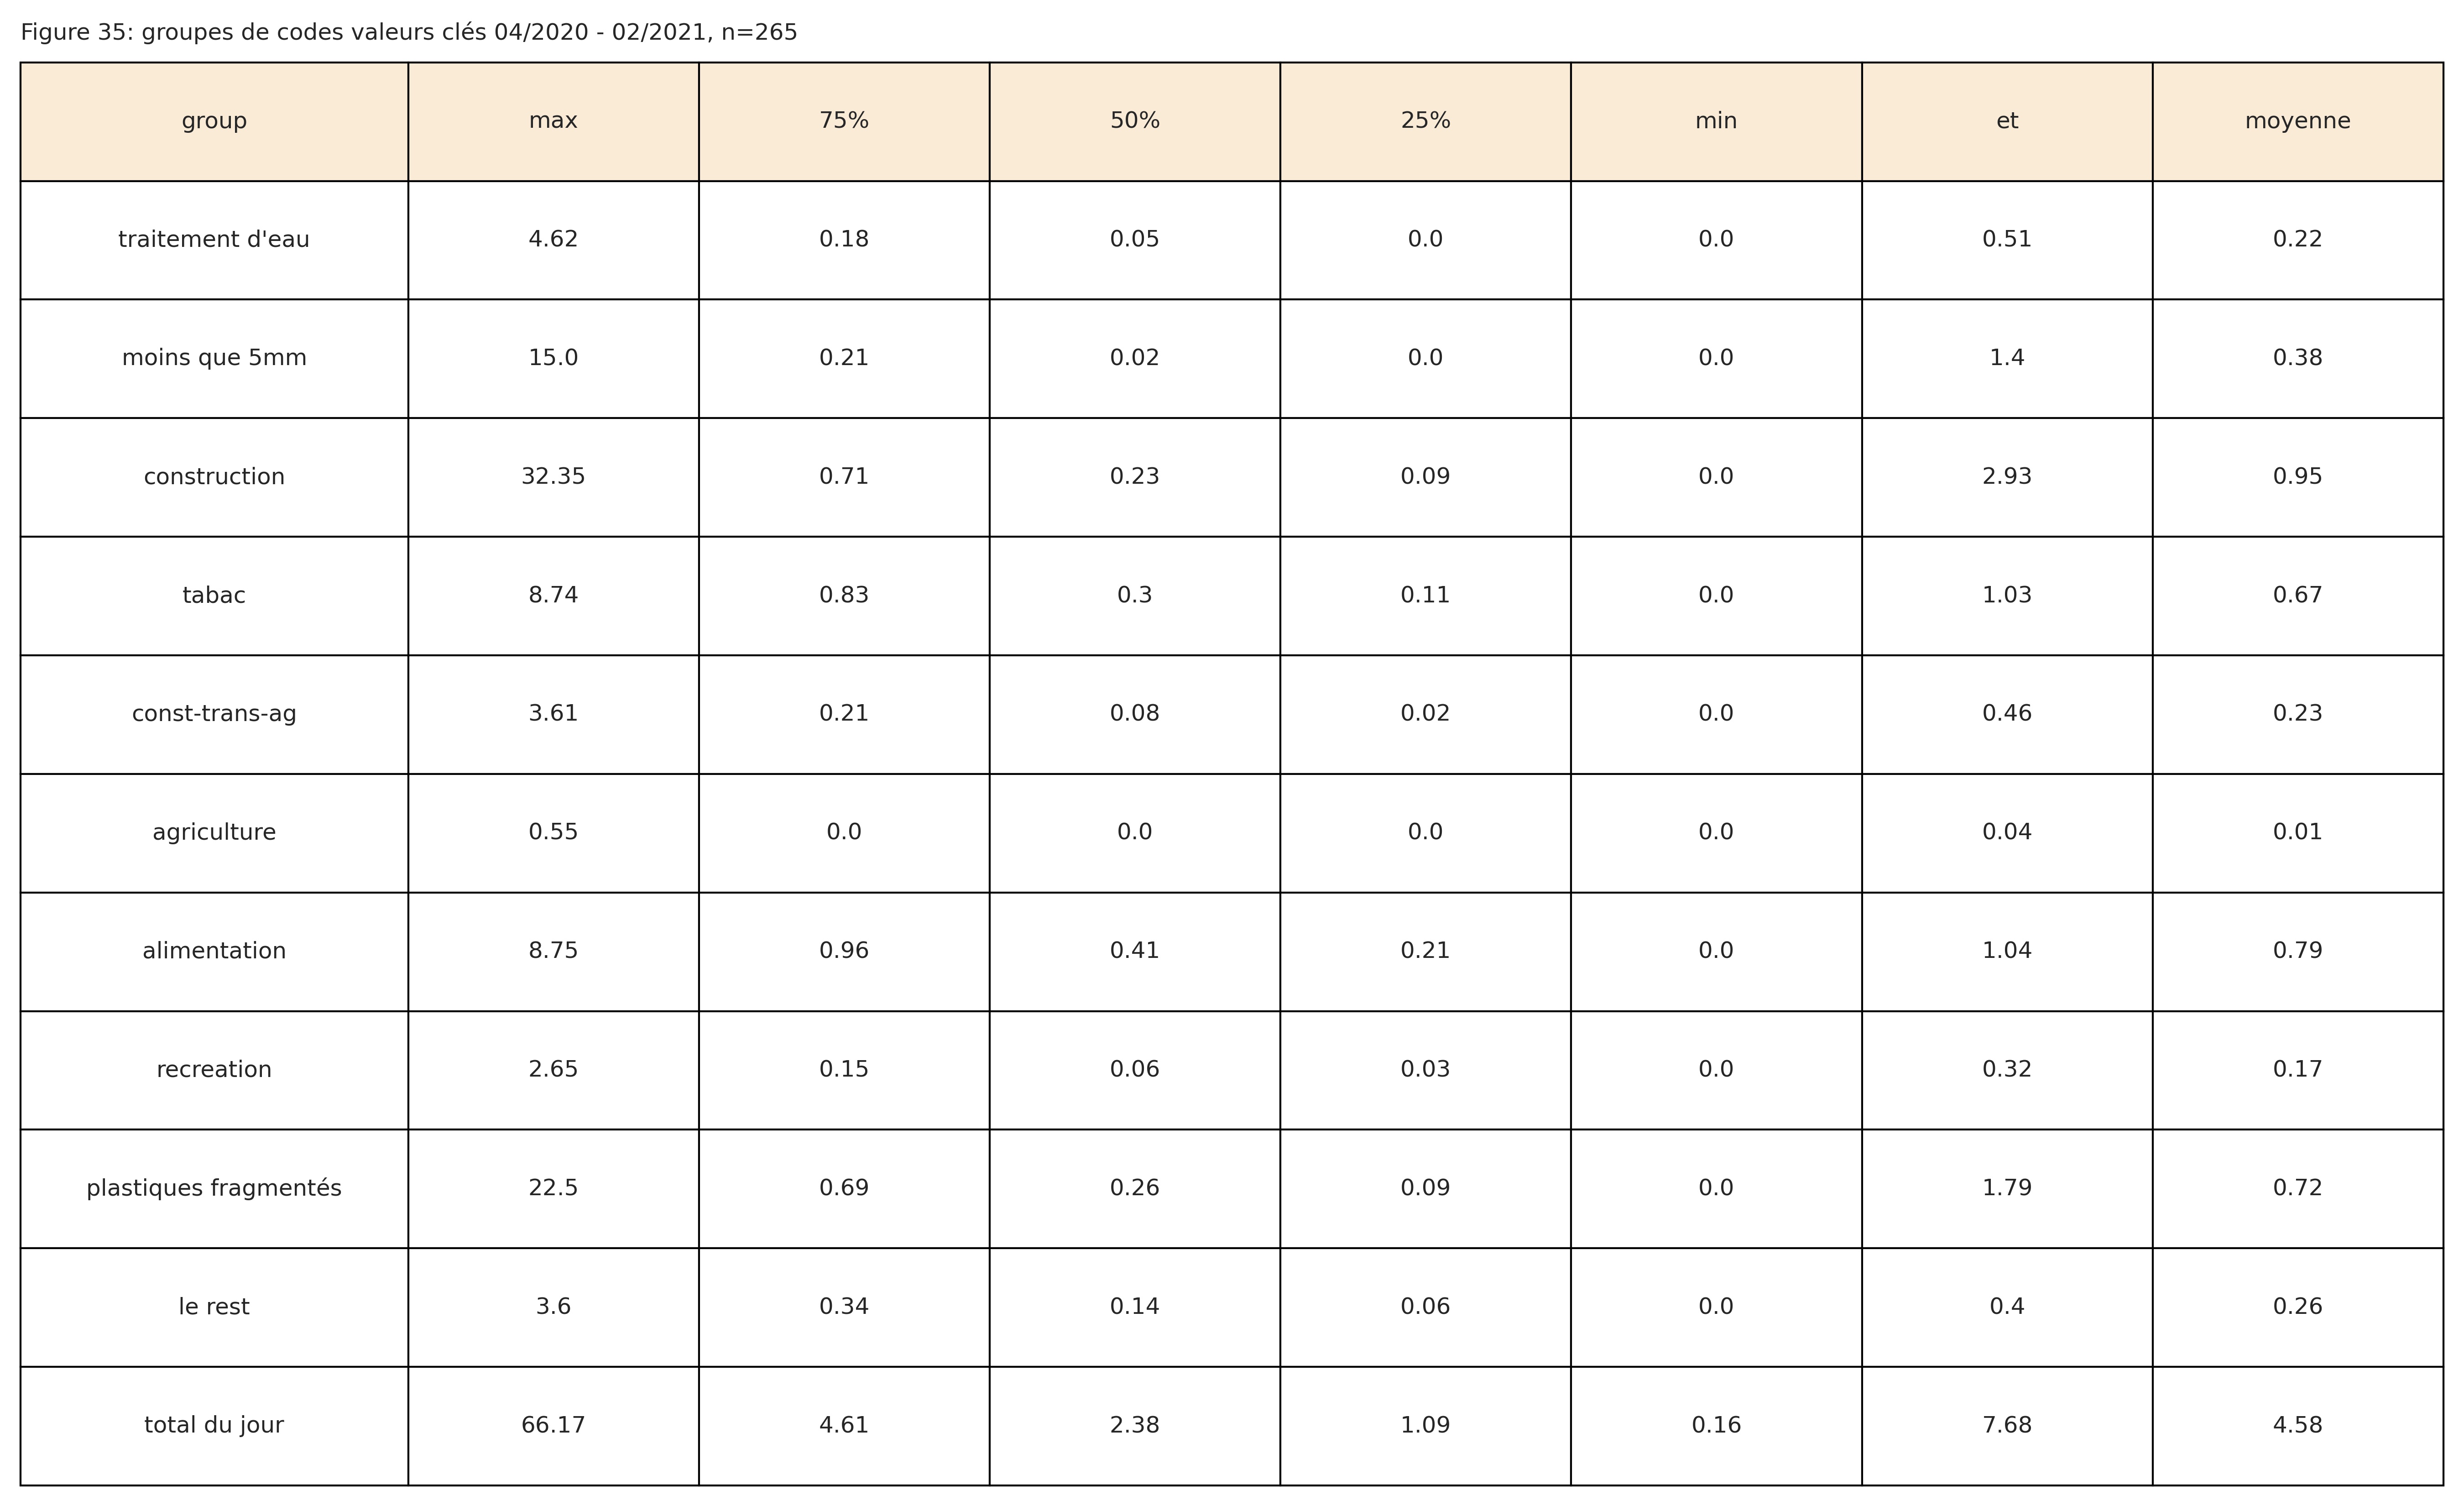 Figure 35: groupes de codes valeurs clés 04/2020 - 02/2021, n=265
group max 75% 50% 25% min et moyenne
traitement d'eau 4.62 0.18 0.05 0.0 0.0 0.51 0.22
moins que 5mm 15.0 0.21 0.02 0.0 0.0 1.4 0.38
construction 32.35 0.71 0.23 0.09 0.0 2.93 0.95
tabac 8.74 0.83 0.3 0.11 0.0 1.03 0.67
const-trans-ag 3.61 0.21 0.08 0.02 0.0 0.46 0.23
agriculture 0.55 0.0 0.0 0.0 0.0 0.04 0.01
alimentation 8.75 0.96 0.41 0.21 0.0 1.04 0.79
recreation 2.65 0.15 0.06 0.03 0.0 0.32 0.17
plastiques fragmentés 22.5 0.69 0.26 0.09 0.0 1.79 0.72
le rest 3.6 0.34 0.14 0.06 0.0 0.4 0.26
total du jour 66.17 4.61 2.38 1.09 0.16 7.68 4.58